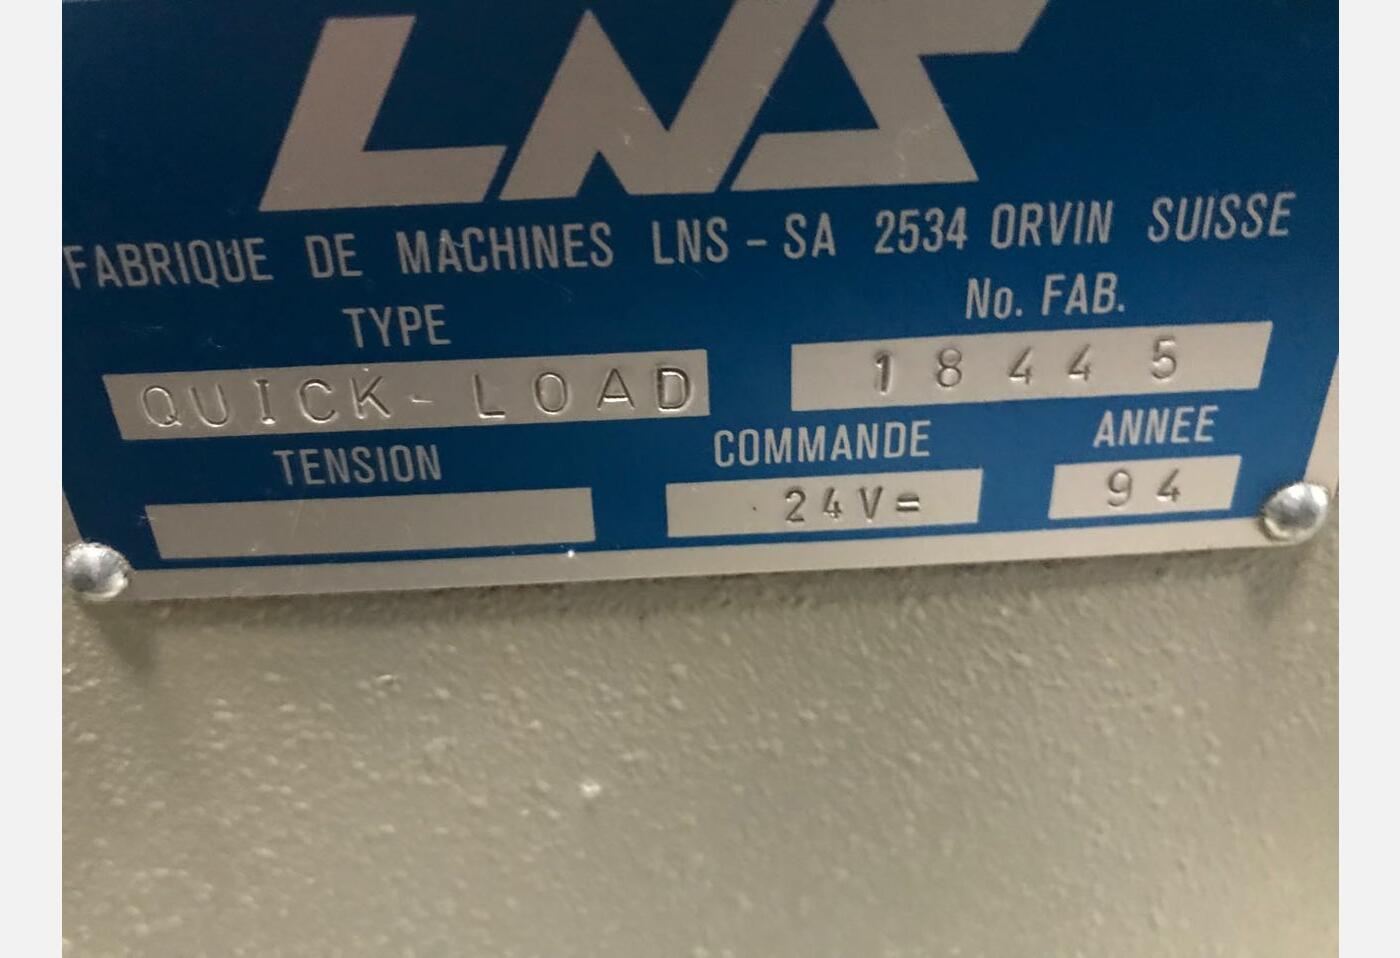 LNS
FABRIQUE DE MACHINES LNS - SA 2534 ORVIN SUISSE
TYPE No. FAB.
QUICK-LOAD 18445
TENSION COMMANDE ANNEE
24V= 94